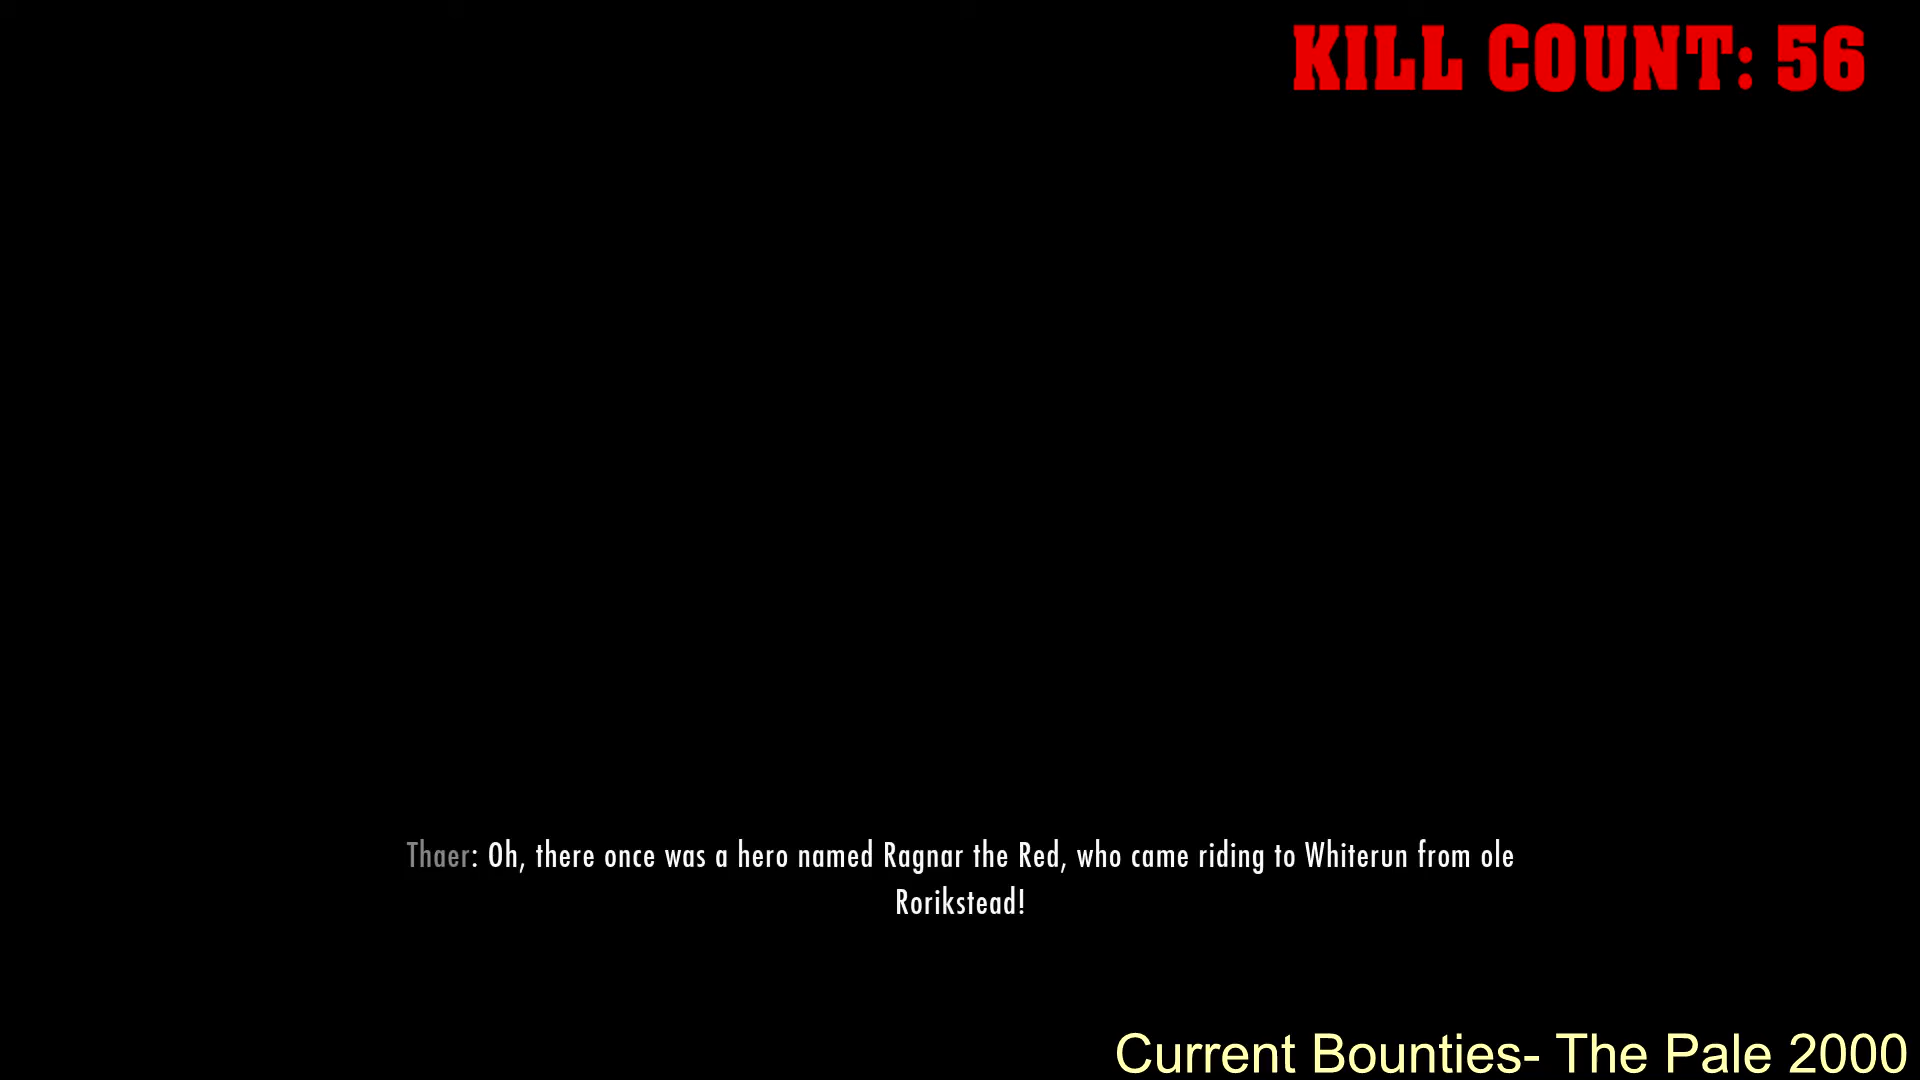 KILL COUNT: 56
Thaer: Oh, there once was a hero named Ragnar the Red, who came riding to Whiterun from ole
Rorikstead!
Current Bounties- The Pale 2000